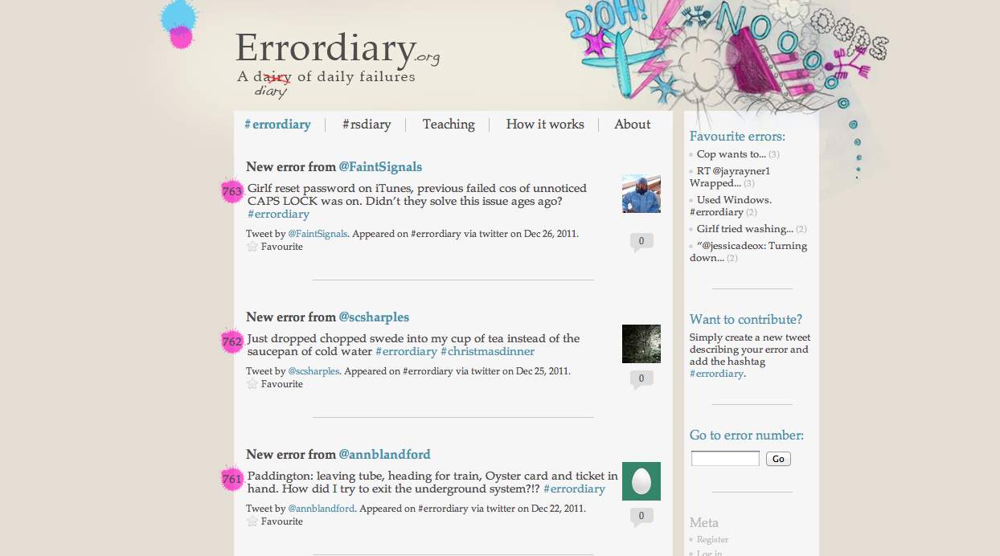 D'OH!
NOOOOOO
OOPS
Errordiary.org
A dairy of daily failures
diary
#errordiary
#rsdiary
Teaching
How it works
About
New error from @FaintSignals
763
Girlf reset password on iTunes, previous failed cos of unnoticed
CAPS LOCK was on. Didn't they solve this issue ages ago?
#errordiary
Tweet by @FaintSignals. Appeared on #errordiary via twitter on Dec 26, 2011.
0
Favourite
New error from @scsharples
762
Just dropped chopped swede into my cup of tea instead of the
saucepan of cold water #errordiary #christmasdinner
Tweet by @scsharples. Appeared on #errordiary via twitter on Dec 25, 2011.
0
Favourite
New error from @annblandford
761
Paddington: leaving tube, heading for train, Oyster card and ticket in
hand. How did I try to exit the underground system?!? #errordiary
Tweet by @annblandford. Appeared on #errordiary via twitter on Dec 22, 2011.
0
Favourite
Favourite errors:
Cop wants to... (3)
RT @jayrayner1
Wrapped... (3)
Used Windows.
#errordiary (2)
Girlf tried washing... (2)
“@jessicadeox: Turning
down... (2)
Want to contribute?
Simply create a new tweet
describing your error and
add the hashtag
#errordiary.
Go to error number:
Go
Meta
Register
Log in